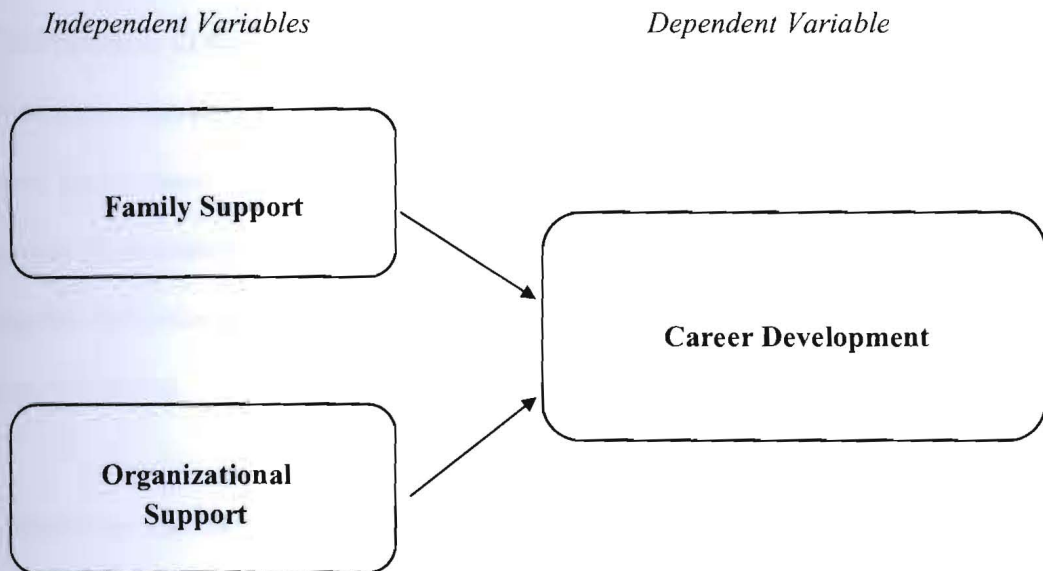 Independent Variables
Dependent Variable
Family Support
Career Development
Organizational
Support